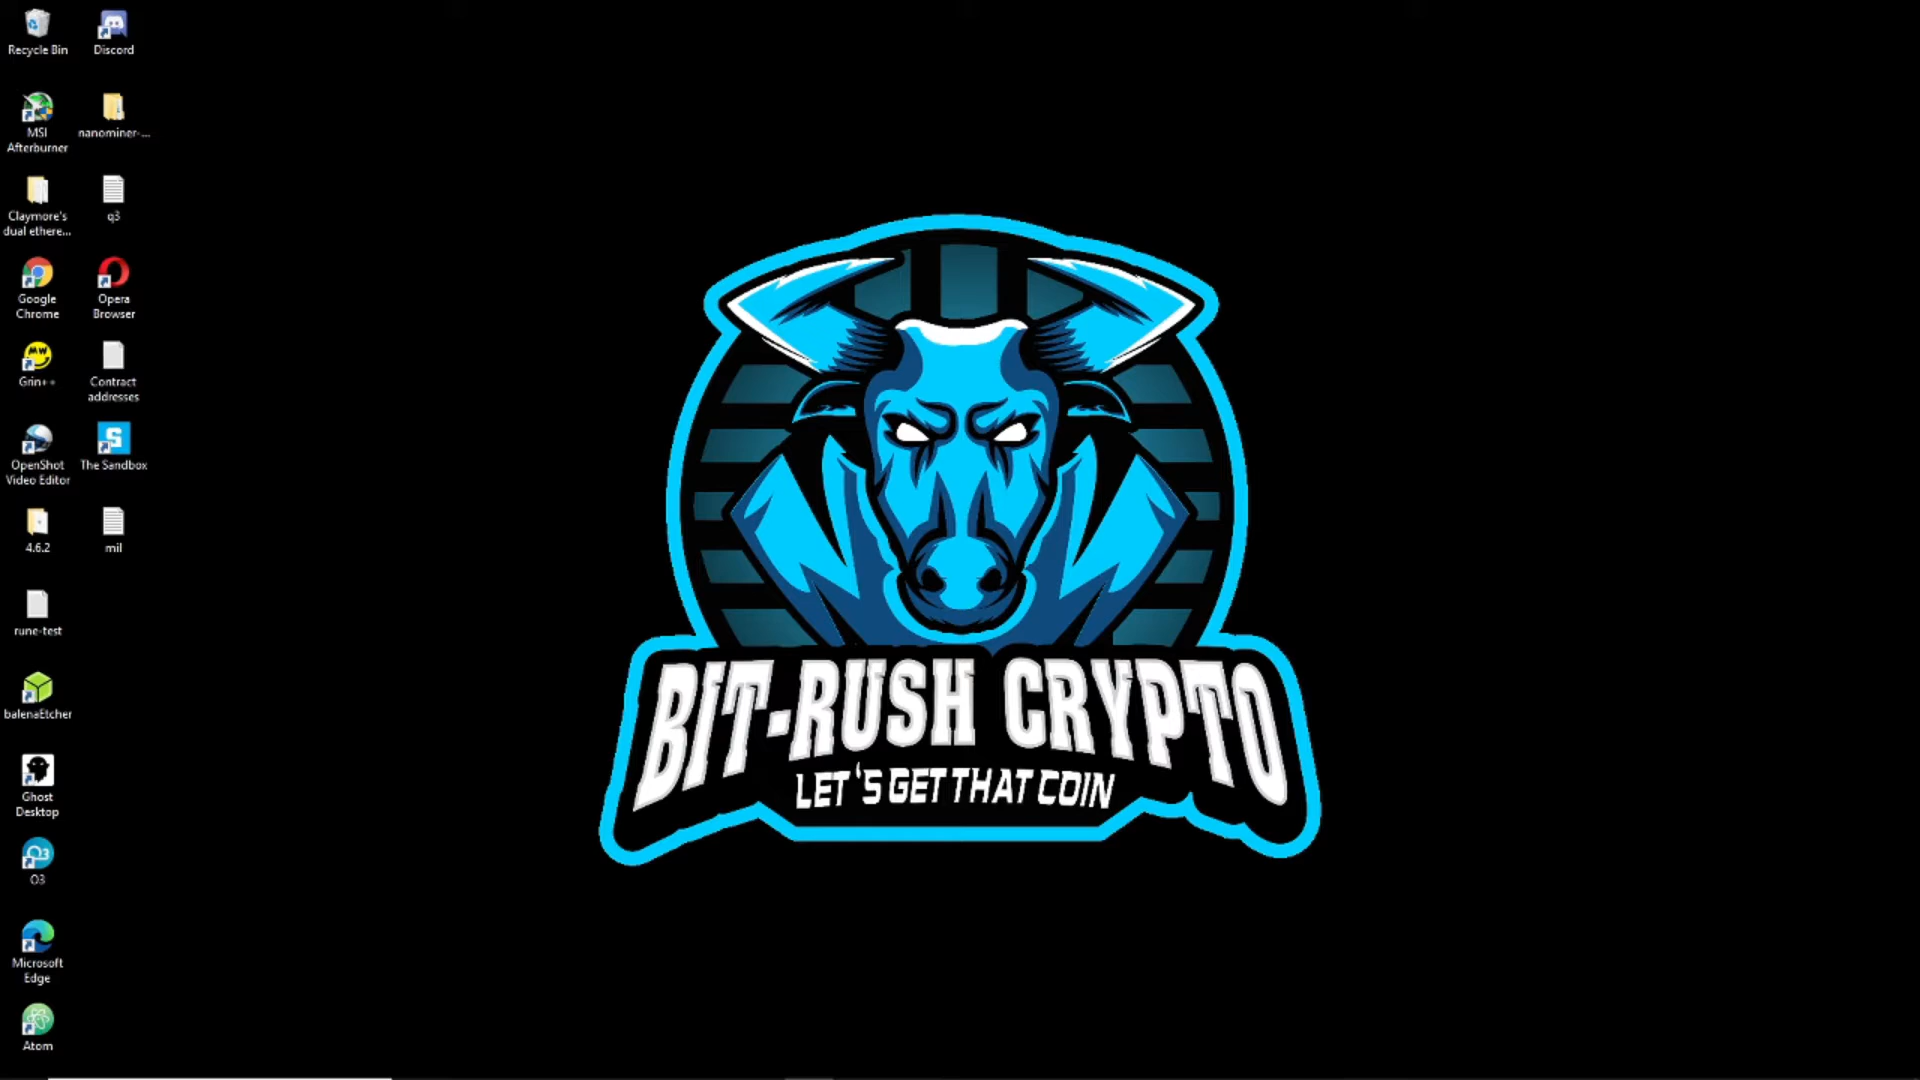 Recycle Bin
Discord
MSI
Afterburner
nanominer-...
Claymore's
dual ethere...
q3
Google
Chrome
Opera
Browser
Grin++
Contract
addresses
OpenShot
Video Editor
The Sandbox
4.6.2
mil
rune-test
balenaEtcher
Ghost
Desktop
O3
Microsoft
Edge
Atom
BIT-RUSH CRYPTO
LET'S GET THAT COIN